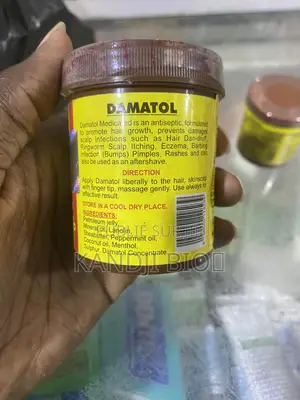 DAMATOL
Damatol Medicated is an antiseptic, formulated
to promote hair growth, prevents damaged
scalp infections such as Hair Dandruff,
Ringworm Scalp Itching, Eczema, Barbing
Infection (Bumps) Pimples, Rashes and can
also be used as an aftershave.
DIRECTION
Apply Damatol liberally to the hair, skin
with finger tip, massage gently. Use always for
effective result.
STORE IN A COOL DRY PLACE.
INGREDIENTS:
Petroleum jelly
Mineral Oil, Lanolin,
Sheabutter, Peppermint oil,
Coconut oil, Menthol,
Sulphur, Damatol Concentrate
KANDJI BIO